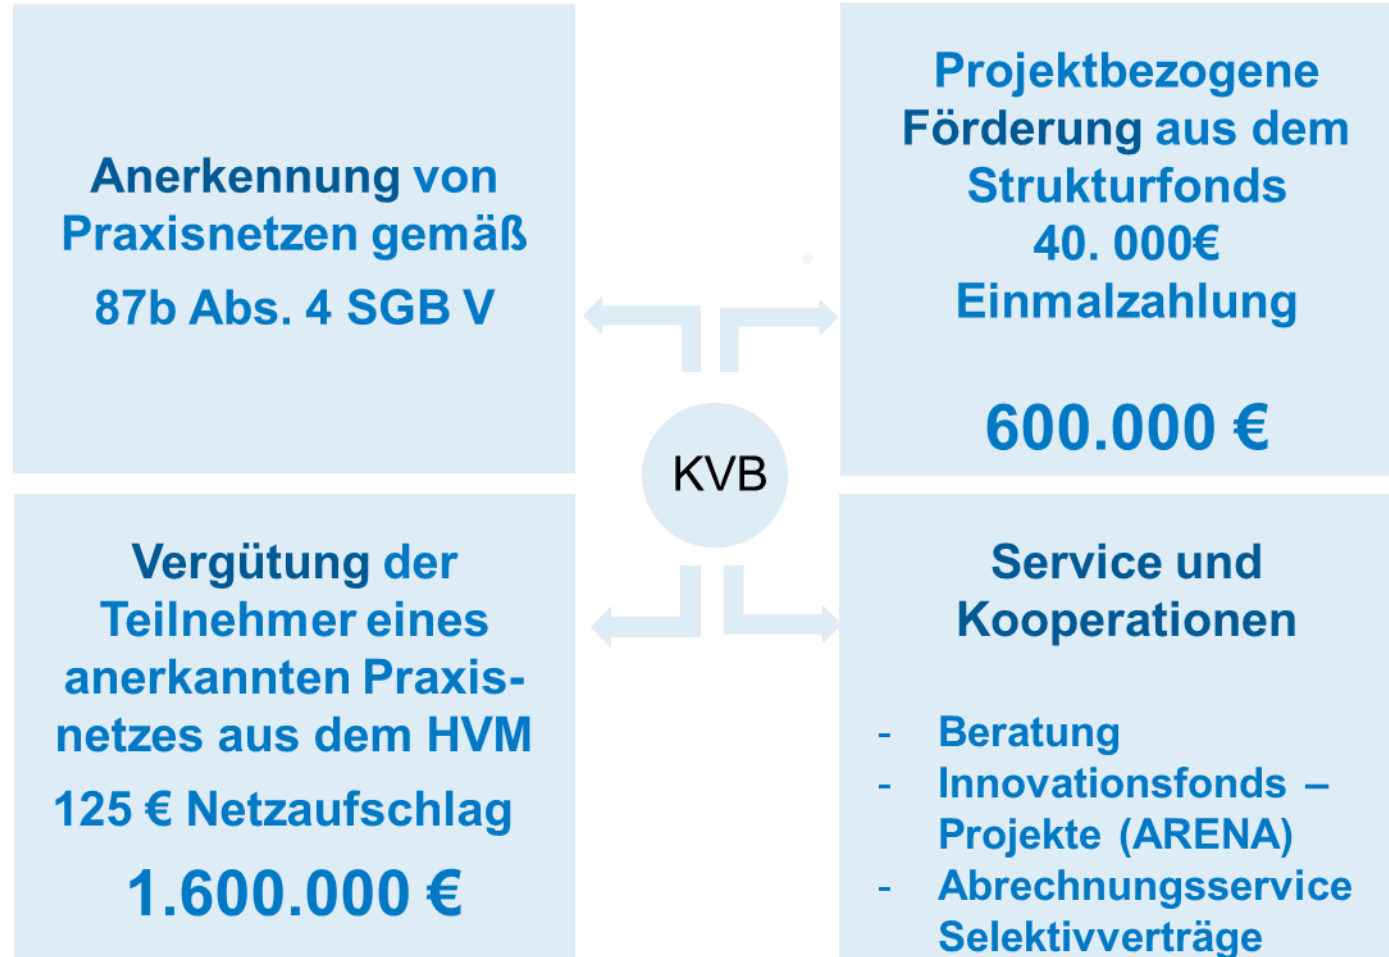 Anerkennung von
Praxisnetzen gemäß
87b Abs. 4 SGB V
Projektbezogene
Förderung aus dem
Strukturfonds
40. 000€
Einmalzahlung
600.000 €
KVB
Vergütung der
Teilnehmer eines
anerkannten Praxis-
netzes aus dem HVM
125 € Netzaufschlag
1.600.000 €
Service und
Kooperationen
- Beratung
- Innovationsfonds –
Projekte (ARENA)
- Abrechnungsservice
Selektivverträge